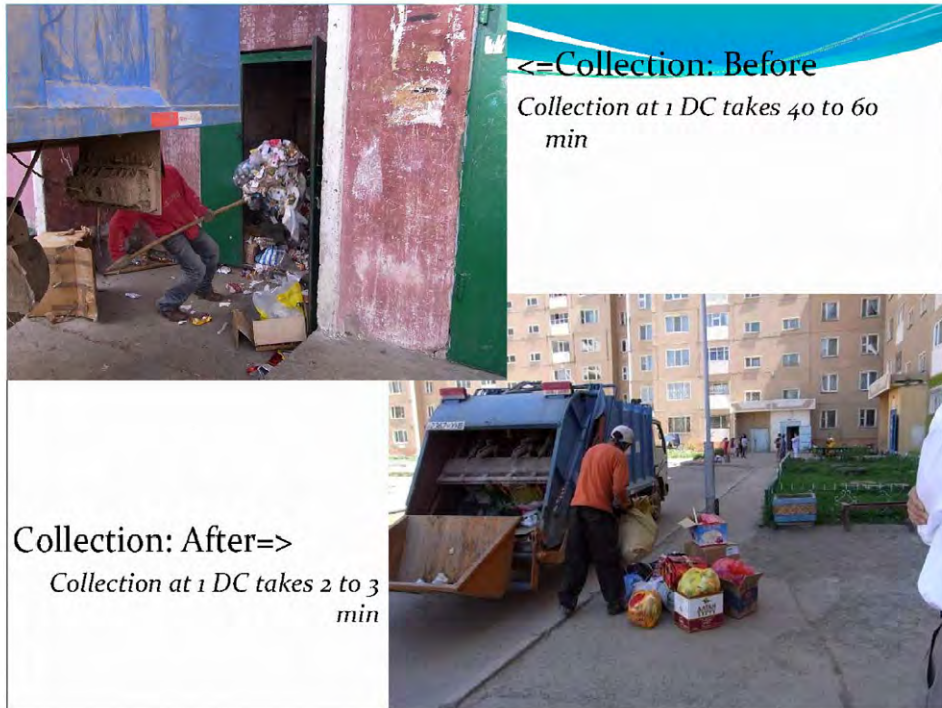 <=Collection: Before
Collection at 1 DC takes 40 to 60
min
Collection: After=>
Collection at 1 DC takes 2 to 3
min